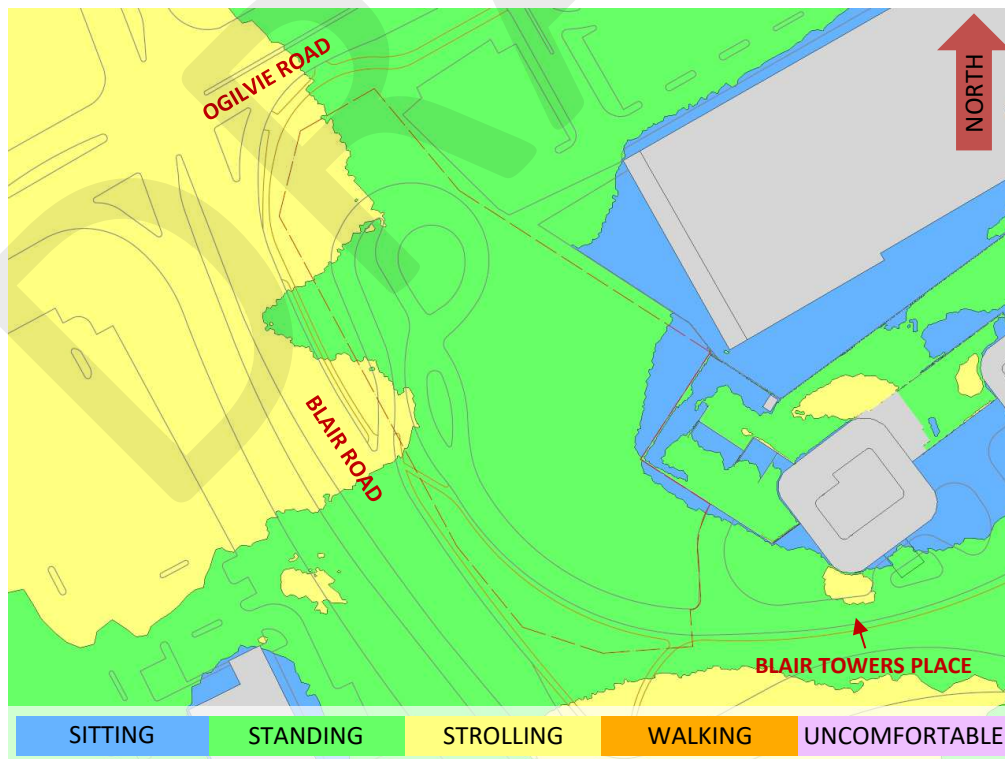 OGILVIE ROAD
NORTH
BLAIR ROAD
BLAIR TOWERS PLACE
SITTING
STANDING
STROLLING
WALKING
UNCOMFORTABLE